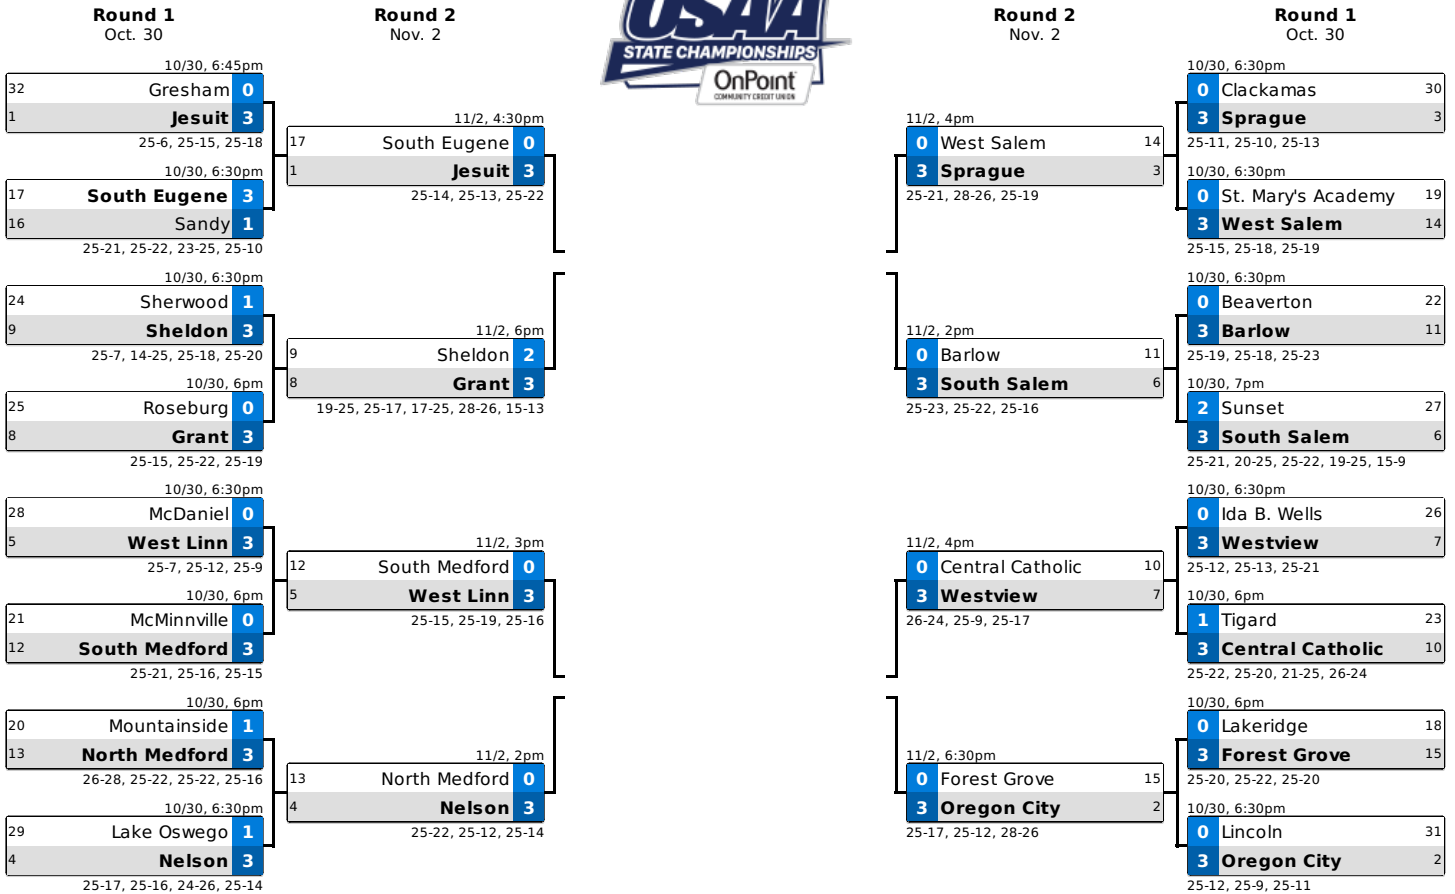 Round 1
Oct. 30
Round 2
Nov. 2
USAA
STATE CHAMPIONSHIPS
OnPoint
COMMUNITY CREDIT UNION
Round 2
Nov. 2
Round 1
Oct. 30
10/30, 6:45pm
32 Gresham 0
1 Jesuit 3
25-6, 25-15, 25-18
10/30, 6:30pm
17 South Eugene 3
16 Sandy 1
25-21, 25-22, 23-25, 25-10
10/30, 6:30pm
24 Sherwood 1
9 Sheldon 3
25-7, 14-25, 25-18, 25-20
10/30, 6pm
25 Roseburg 0
8 Grant 3
25-15, 25-22, 25-19
10/30, 6:30pm
28 McDaniel 0
5 West Linn 3
25-7, 25-12, 25-9
10/30, 6pm
21 McMinnville 0
12 South Medford 3
25-21, 25-16, 25-15
10/30, 6pm
20 Mountainside 1
13 North Medford 3
26-28, 25-22, 25-22, 25-16
10/30, 6:30pm
29 Lake Oswego 1
4 Nelson 3
25-17, 25-16, 24-26, 25-14
11/2, 4:30pm
17 South Eugene 0
1 Jesuit 3
25-14, 25-13, 25-22
11/2, 6pm
9 Sheldon 2
8 Grant 3
19-25, 25-17, 17-25, 28-26, 15-13
11/2, 3pm
12 South Medford 0
5 West Linn 3
25-15, 25-19, 25-16
11/2, 2pm
13 North Medford 0
4 Nelson 3
25-22, 25-12, 25-14
11/2, 4pm
0 West Salem 14
3 Sprague 3
25-21, 28-26, 25-19
11/2, 2pm
0 Barlow 11
3 South Salem 6
25-23, 25-22, 25-16
11/2, 4pm
0 Central Catholic 10
3 Westview 7
26-24, 25-9, 25-17
11/2, 6:30pm
0 Forest Grove 15
3 Oregon City 2
25-17, 25-12, 28-26
10/30, 6:30pm
0 Clackamas 30
3 Sprague 3
25-11, 25-10, 25-13
10/30, 6:30pm
0 St. Mary's Academy 19
3 West Salem 14
25-15, 25-18, 25-19
10/30, 6:30pm
0 Beaverton 22
3 Barlow 11
25-19, 25-18, 25-23
10/30, 7pm
2 Sunset 27
3 South Salem 6
25-21, 20-25, 25-22, 19-25, 15-9
10/30, 6:30pm
0 Ida B. Wells 26
3 Westview 7
25-12, 25-13, 25-21
10/30, 6pm
1 Tigard 23
3 Central Catholic 10
25-22, 25-20, 21-25, 26-24
10/30, 6pm
0 Lakeridge 18
3 Forest Grove 15
25-20, 25-22, 25-20
10/30, 6:30pm
0 Lincoln 31
3 Oregon City 2
25-12, 25-9, 25-11